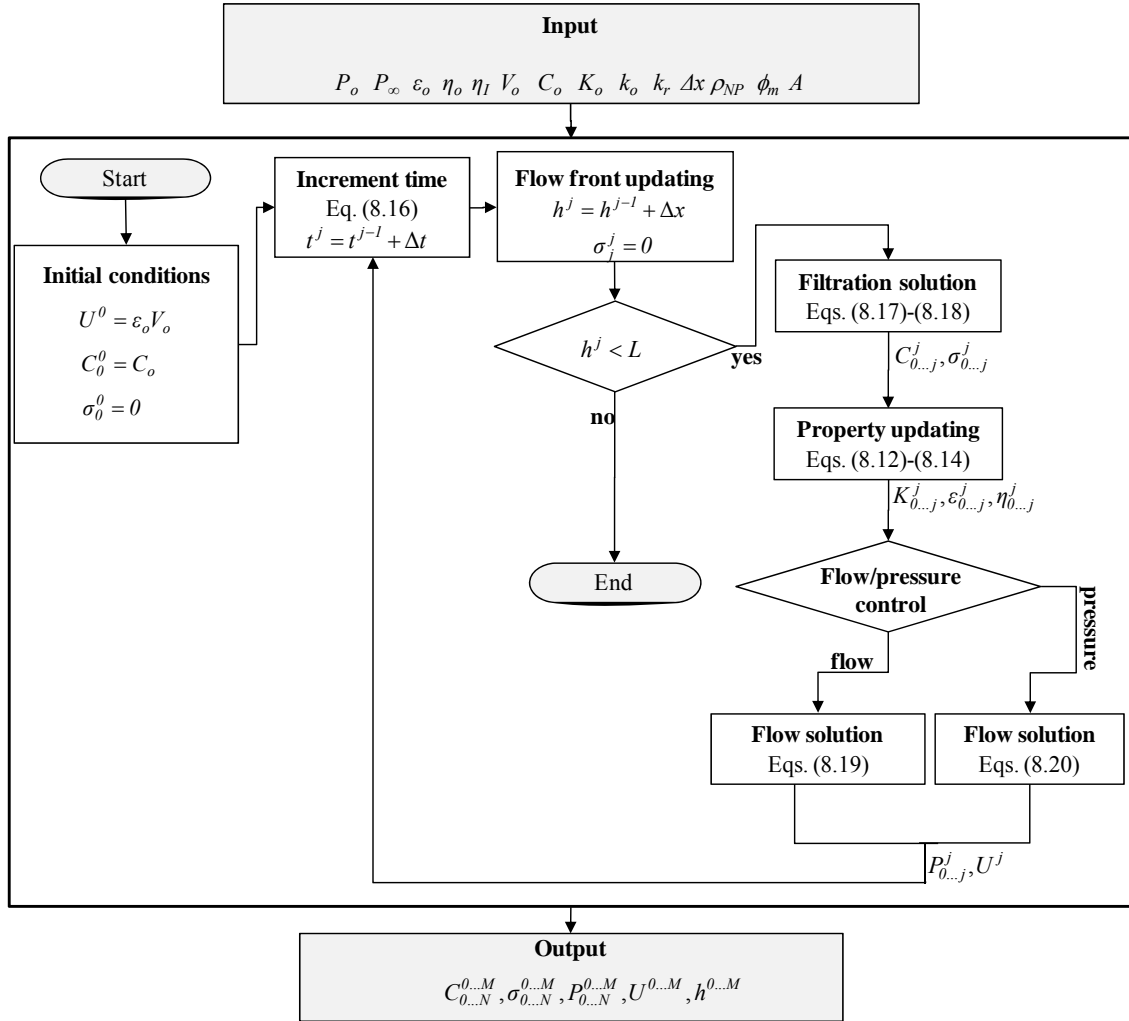 Input
P_o P_∞ ε_o η_o η_I V_o C_o K_o k_o k_r Δx ρ_NP ϕ_m A
Start
Initial conditions
U^0 = ε_o V_o
C_0^0 = C_o
σ_0^0 = 0
Increment time
Eq. (8.16)
t^j = t^{j-1} + Δt
Flow front updating
h^j = h^{j-1} + Δx
σ_j^j = 0
h^j < L
yes
no
End
Filtration solution
Eqs. (8.17)-(8.18)
C_{0...j}^j, σ_{0...j}^j
Property updating
Eqs. (8.12)-(8.14)
K_{0...j}^j, ε_{0...j}^j, η_{0...j}^j
Flow/pressure
control
flow
pressure
Flow solution
Eqs. (8.19)
Flow solution
Eqs. (8.20)
P_{0...j}^j, U^j
Output
C_{0...N}^{0...M}, σ_{0...N}^{0...M}, P_{0...N}^{0...M}, U^{0...M}, h^{0...M}